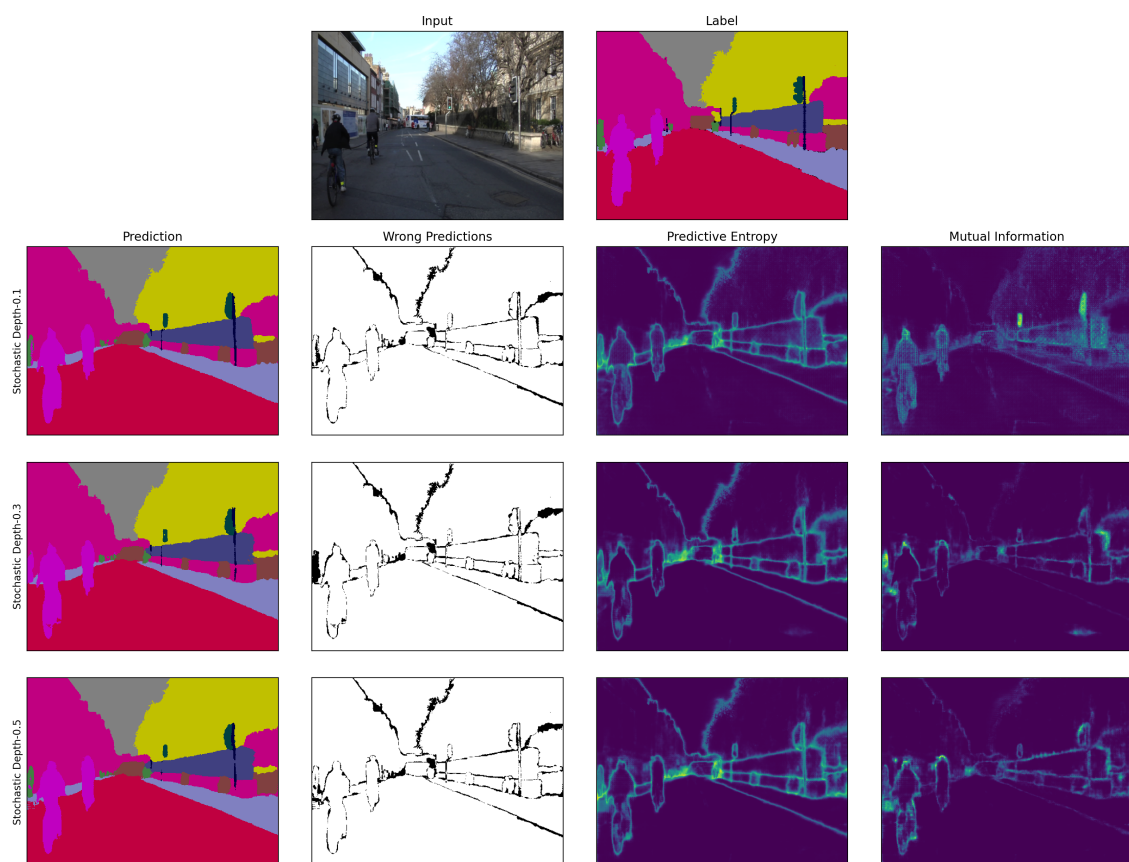 Input
Label
Prediction
Wrong Predictions
Predictive Entropy
Mutual Information
Stochastic Depth-0.1
Stochastic Depth-0.3
Stochastic Depth-0.5